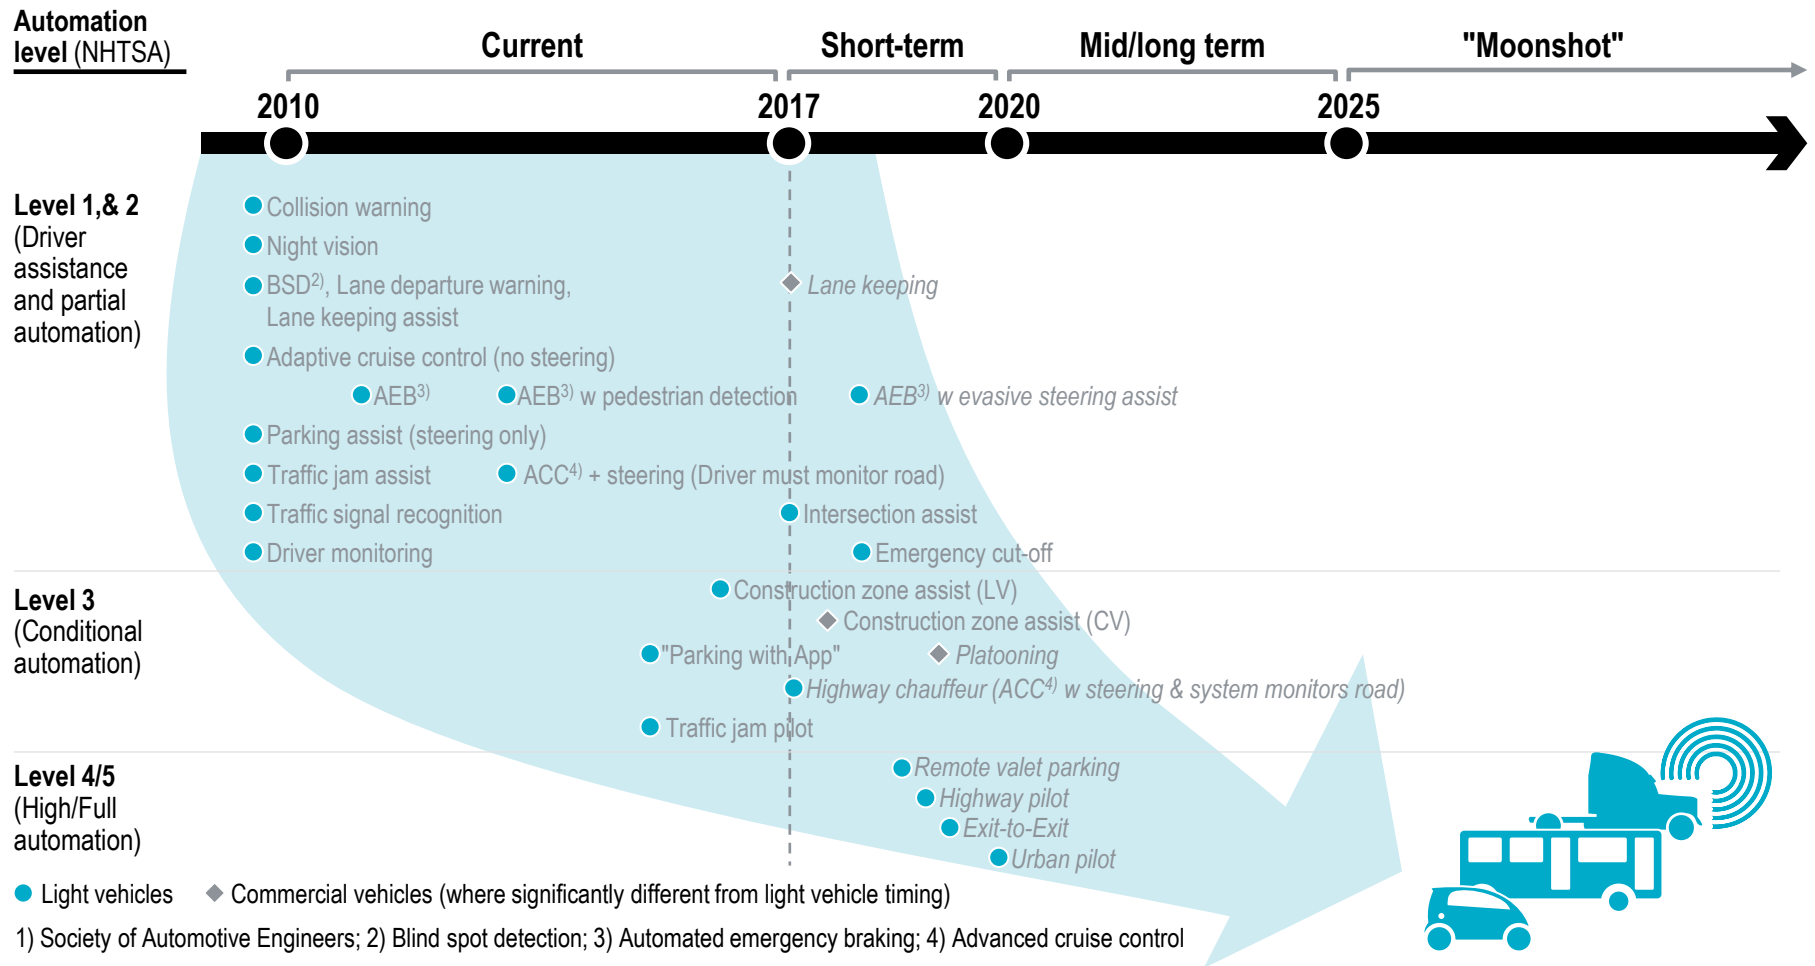 Automation
level (NHTSA)
Current
Short-term
Mid/long term
"Moonshot"
2010
2017
2020
2025
Level 1,& 2
(Driver
assistance
and partial
automation)
Collision warning
Night vision
BSD2), Lane departure warning,
Lane keeping assist
Lane keeping
Adaptive cruise control (no steering)
AEB3)
AEB3) w pedestrian detection
AEB3) w evasive steering assist
Parking assist (steering only)
Traffic jam assist
ACC4) + steering (Driver must monitor road)
Traffic signal recognition
Intersection assist
Driver monitoring
Emergency cut-off
Level 3
(Conditional
automation)
Construction zone assist (LV)
Construction zone assist (CV)
"Parking with App"
Platooning
Highway chauffeur (ACC4) w steering & system monitors road)
Traffic jam pilot
Level 4/5
(High/Full
automation)
Remote valet parking
Highway pilot
Exit-to-Exit
Urban pilot
Light vehicles
Commercial vehicles (where significantly different from light vehicle timing)
1) Society of Automotive Engineers; 2) Blind spot detection; 3) Automated emergency braking; 4) Advanced cruise control